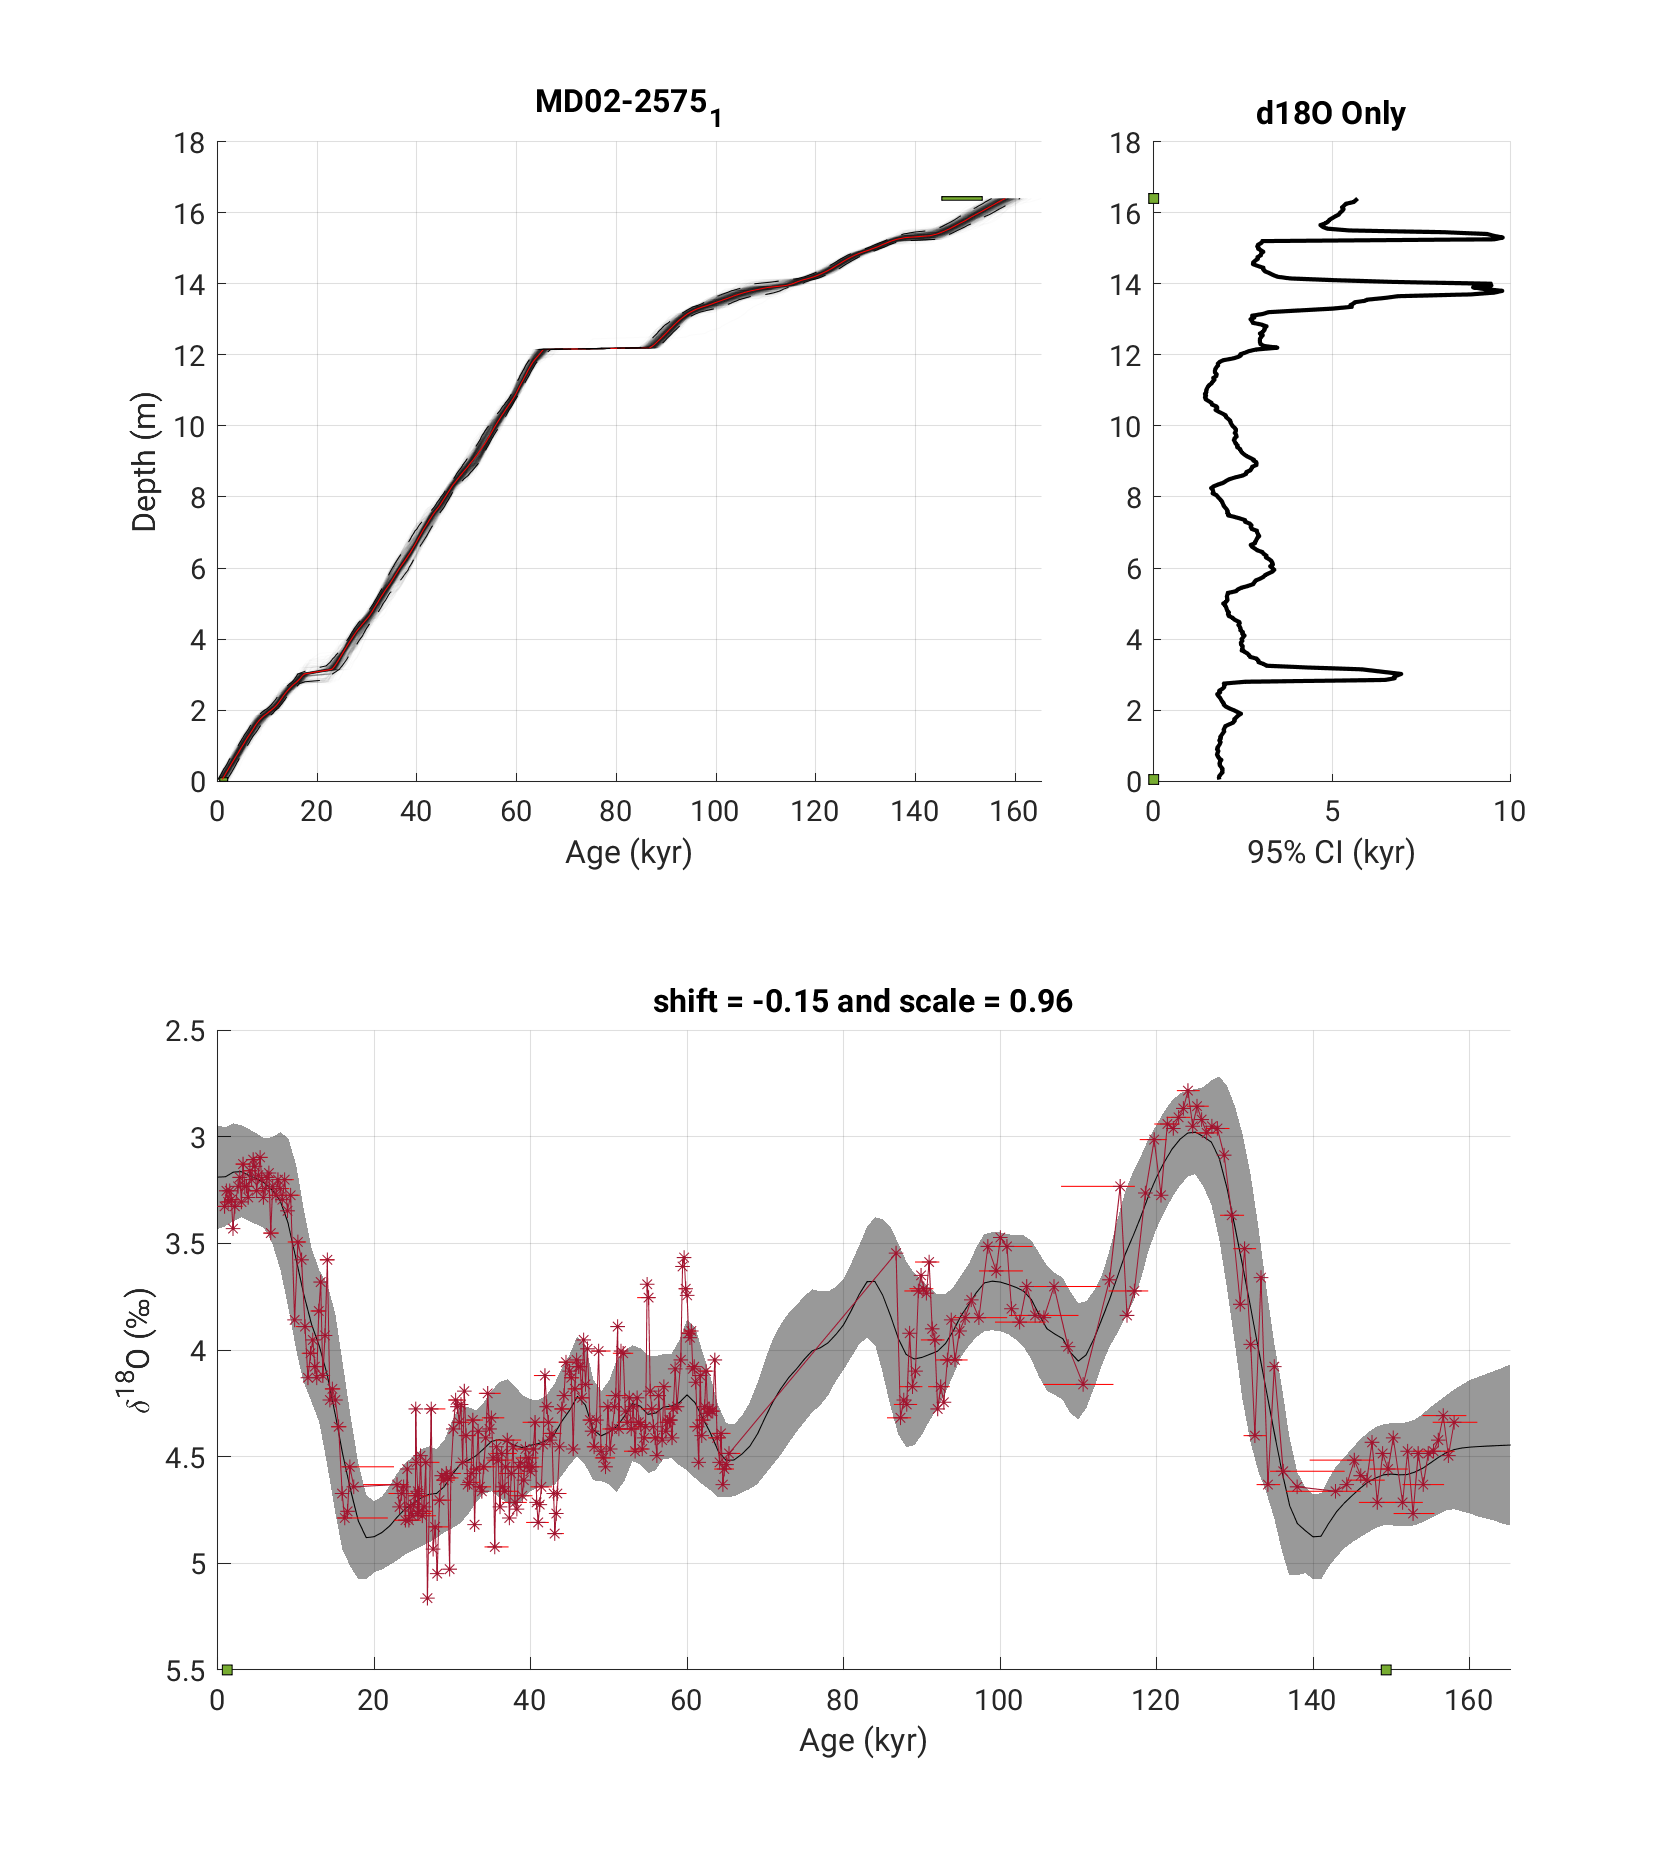 MD02-2575₁
18
16
14
12
10
8
6
4
2
0
Depth (m)
0 20 40 60 80 100 120 140 160
Age (kyr)
d18O Only
18
16
14
12
10
8
6
4
2
0
0 5 10
95% CI (kyr)
shift = -0.15 and scale = 0.96
2.5
3
3.5
4
4.5
5
5.5
δ¹⁸O (‰)
0 20 40 60 80 100 120 140 160
Age (kyr)